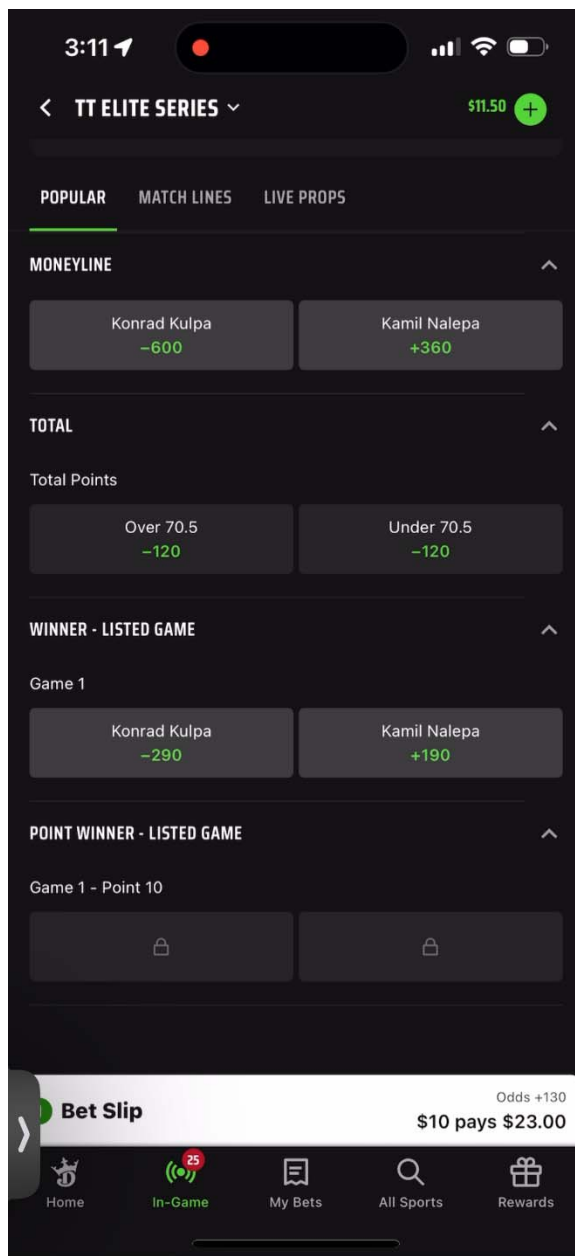 3:11
TT ELITE SERIES
$11.50
POPULAR MATCH LINES LIVE PROPS
MONEYLINE
Konrad Kulpa Kamil Nalepa
−600 +360
TOTAL
Total Points
Over 70.5 Under 70.5
−120 −120
WINNER - LISTED GAME
Game 1
Konrad Kulpa Kamil Nalepa
−290 +190
POINT WINNER - LISTED GAME
Game 1 - Point 10
Odds +130
Bet Slip
$10 pays $23.00
25
Home In-Game My Bets All Sports Rewards